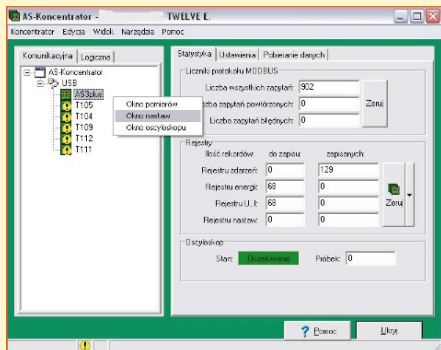 AS-Koncentrator - TWELVE E.
Koncentrator Edycja Widok Narzędzia Pomoc
Komunikacyjna Logiczna
AS-Koncentrator
USB
AS3plus
T105
T104
T109
T112
T111
Okno pomiarów
Okno nastaw
Okno oscyloskopu
Statystyka Ustawienia Pobieranie danych
Liczniki protokołu MODBUS
Liczba wszystkich zapytań: 902
czba zapytań powtórzonych: 0
Liczba zapytań błędnych: 0
Zeruj
Rejestry
Ilość rekordów do zapisu: zapisanych:
Rejestru zdarzeń: 0 129
Rejestru energii: 68 0
Rejestru U, I: 68 0
Rejestru nastaw: 0 0
Zeruj
Oscyloskop
Stan: Oczekiwanie Próbek: 0
Pomoc Ukryj